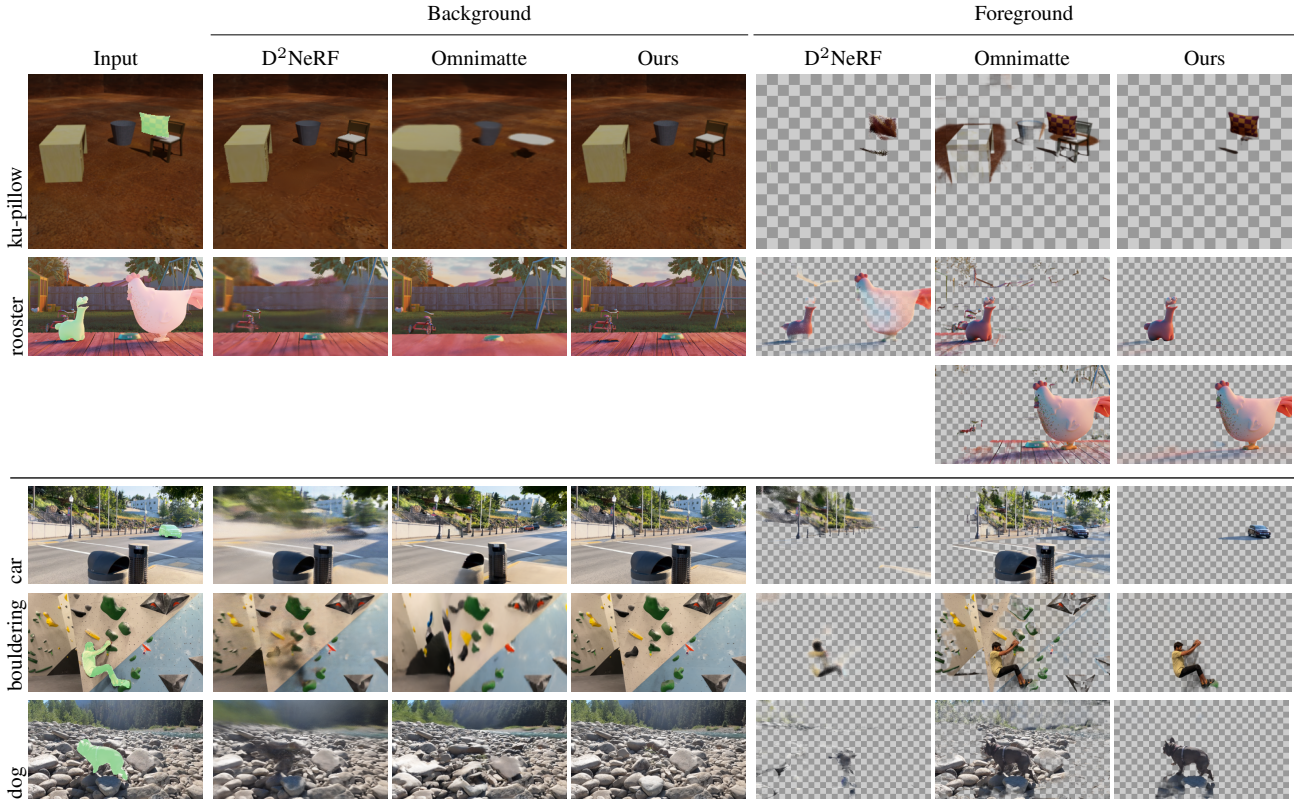 Background Foreground
Input D²NeRF Omnimatte Ours D²NeRF Omnimatte Ours
ku-pillow
rooster
car
bouldering
dog